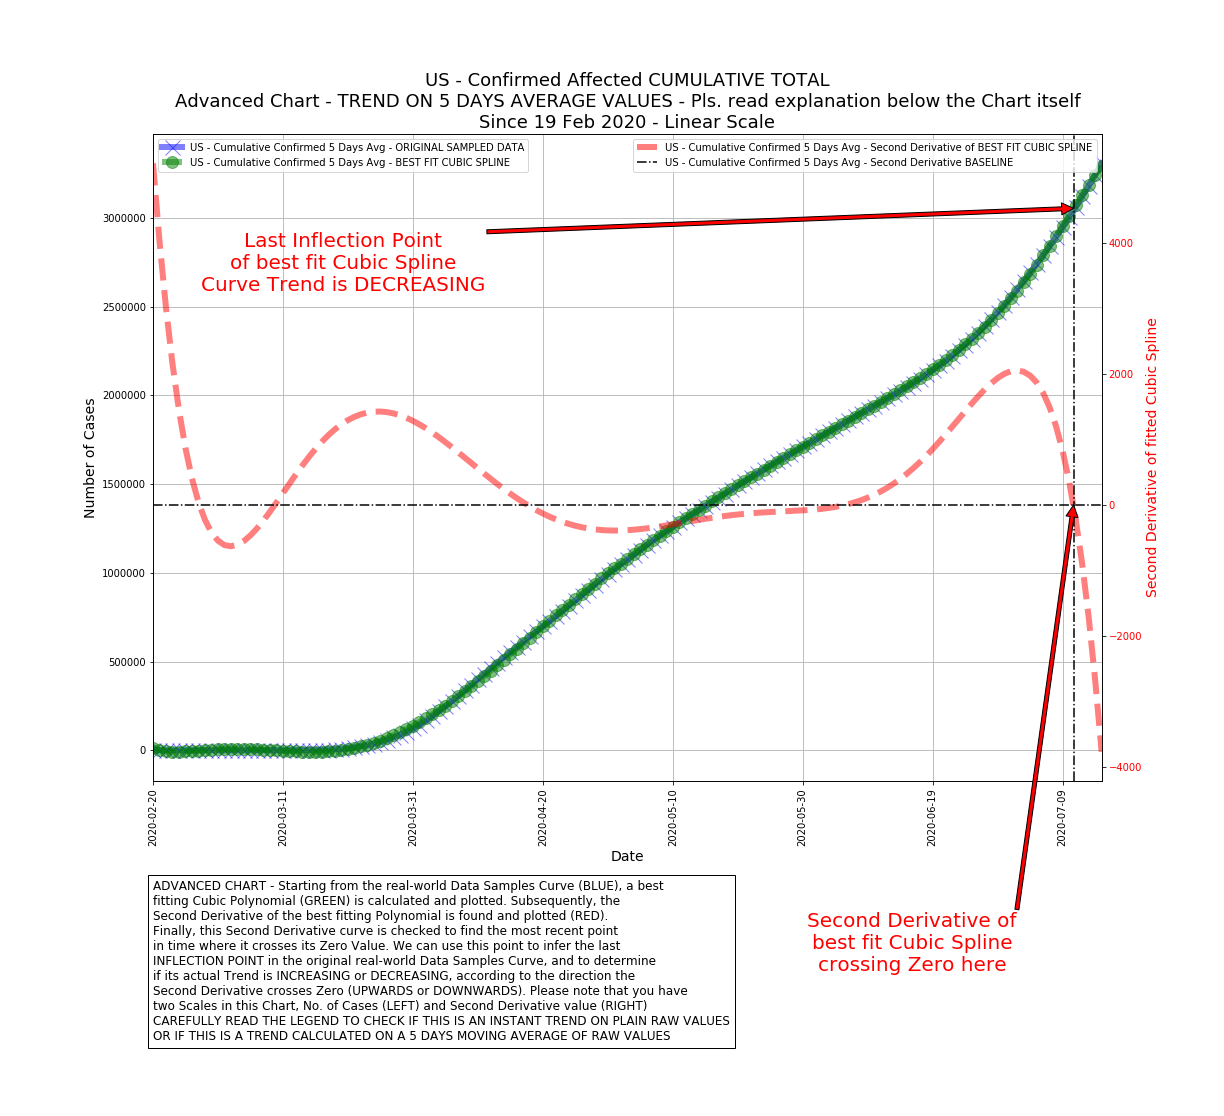 US - Confirmed Affected CUMULATIVE TOTAL
Advanced Chart - TREND ON 5 DAYS AVERAGE VALUES - Pls. read explanation below the Chart itself
Since 19 Feb 2020 - Linear Scale
US - Cumulative Confirmed 5 Days Avg - ORIGINAL SAMPLED DATA
US - Cumulative Confirmed 5 Days Avg - BEST FIT CUBIC SPLINE
US - Cumulative Confirmed 5 Days Avg - Second Derivative of BEST FIT CUBIC SPLINE
US - Cumulative Confirmed 5 Days Avg - Second Derivative BASELINE
Last Inflection Point
of best fit Cubic Spline
Curve Trend is DECREASING
Number of Cases
3000000
2500000
2000000
1500000
1000000
500000
0
4000
2000
0
−2000
−4000
Second Derivative of fitted Cubic Spline
2020-02-20
2020-03-11
2020-03-31
2020-04-20
2020-05-10
2020-05-30
2020-06-19
2020-07-09
Date
ADVANCED CHART - Starting from the real-world Data Samples Curve (BLUE), a best
fitting Cubic Polynomial (GREEN) is calculated and plotted. Subsequently, the
Second Derivative of the best fitting Polynomial is found and plotted (RED).
Finally, this Second Derivative curve is checked to find the most recent point
in time where it crosses its Zero Value. We can use this point to infer the last
INFLECTION POINT in the original real-world Data Samples Curve, and to determine
if its actual Trend is INCREASING or DECREASING, according to the direction the
Second Derivative crosses Zero (UPWARDS or DOWNWARDS). Please note that you have
two Scales in this Chart, No. of Cases (LEFT) and Second Derivative value (RIGHT)
CAREFULLY READ THE LEGEND TO CHECK IF THIS IS AN INSTANT TREND ON PLAIN RAW VALUES
OR IF THIS IS A TREND CALCULATED ON A 5 DAYS MOVING AVERAGE OF RAW VALUES
Second Derivative of
best fit Cubic Spline
crossing Zero here